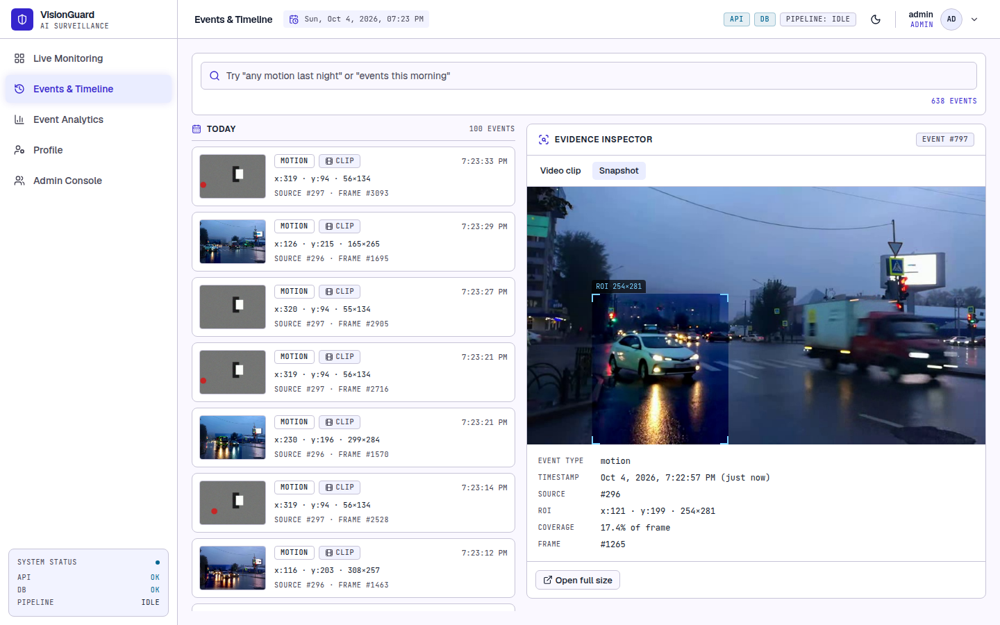 VisionGuard
AI SURVEILLANCE
Live Monitoring
Events & Timeline
Event Analytics
Profile
Admin Console
SYSTEM STATUS
API OK
DB OK
PIPELINE IDLE
Events & Timeline
Sun, Oct 4, 2026, 07:23 PM
API
DB
PIPELINE: IDLE
admin
ADMIN
AD
Try "any motion last night" or "events this morning"
638 EVENTS
TODAY
100 EVENTS
MOTION CLIP 7:23:33 PM
x:319 · y:94 · 56×134
SOURCE #297 · FRAME #3093
MOTION CLIP 7:23:29 PM
x:126 · y:215 · 165×265
SOURCE #296 · FRAME #1695
MOTION CLIP 7:23:27 PM
x:320 · y:94 · 55×134
SOURCE #297 · FRAME #2905
MOTION CLIP 7:23:21 PM
x:319 · y:94 · 56×134
SOURCE #297 · FRAME #2716
MOTION CLIP 7:23:21 PM
x:230 · y:196 · 299×284
SOURCE #296 · FRAME #1570
MOTION CLIP 7:23:14 PM
x:319 · y:94 · 56×134
SOURCE #297 · FRAME #2528
MOTION CLIP 7:23:12 PM
x:116 · y:203 · 308×257
SOURCE #296 · FRAME #1463
EVIDENCE INSPECTOR
EVENT #797
Video clip
Snapshot
ROI 254×281
EVENT TYPE motion
TIMESTAMP Oct 4, 2026, 7:22:57 PM (just now)
SOURCE #296
ROI x:121 · y:199 · 254×281
COVERAGE 17.4% of frame
FRAME #1265
Open full size